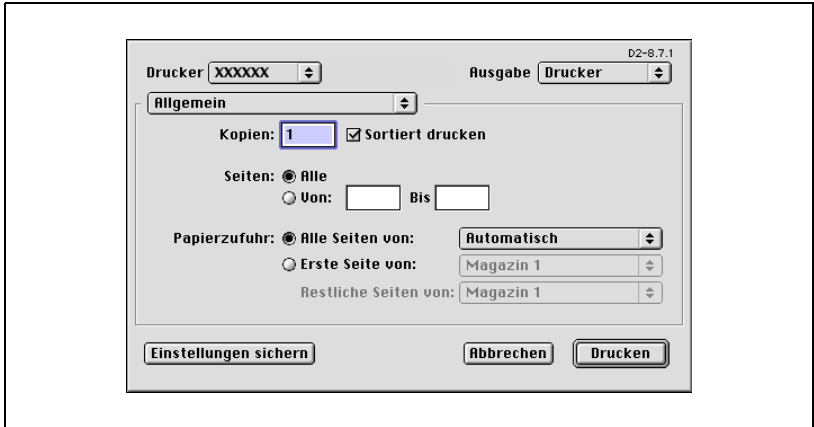 D2-8.7.1
Drucker XXXXXX Ausgabe Drucker
Allgemein
Kopien: 1 Sortiert drucken
Seiten: Alle
Von: Bis
Papierzufuhr: Alle Seiten von: Automatisch
Erste Seite von: Magazin 1
Restliche Seiten von: Magazin 1
Einstellungen sichern Abbrechen Drucken